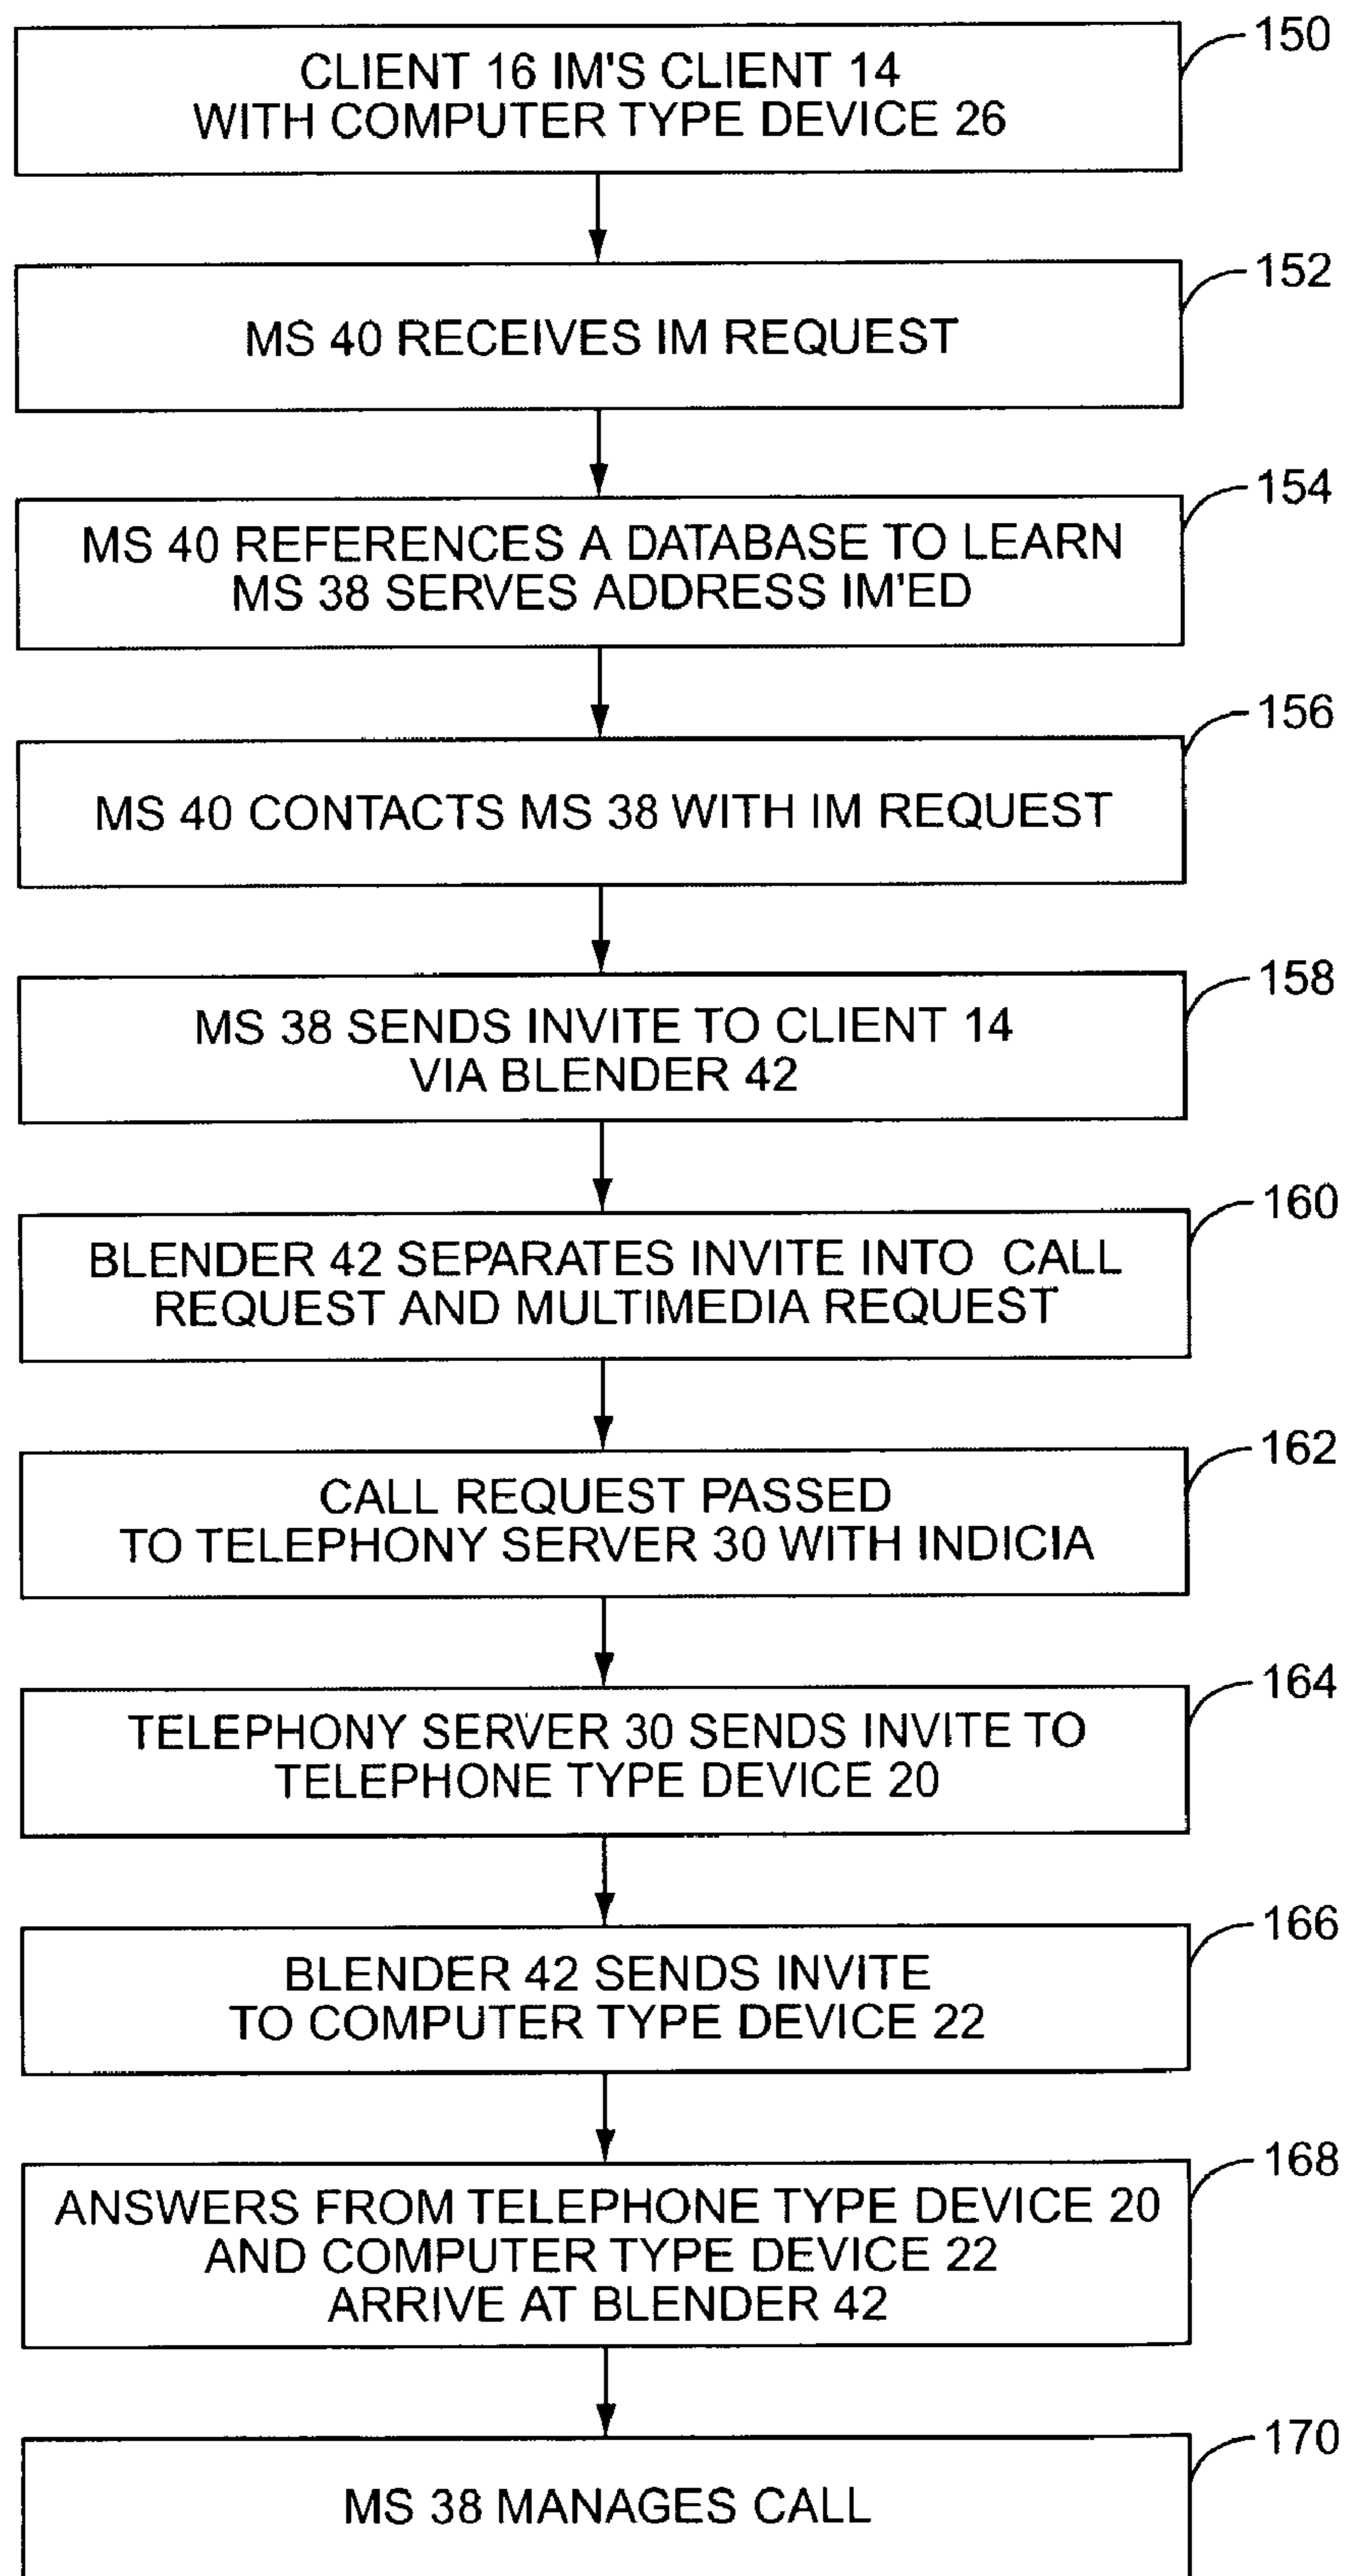 150
CLIENT 16 IM'S CLIENT 14
WITH COMPUTER TYPE DEVICE 26
152
MS 40 RECEIVES IM REQUEST
154
MS 40 REFERENCES A DATABASE TO LEARN
MS 38 SERVES ADDRESS IM'ED
156
MS 40 CONTACTS MS 38 WITH IM REQUEST
158
MS 38 SENDS INVITE TO CLIENT 14
VIA BLENDER 42
160
BLENDER 42 SEPARATES INVITE INTO CALL
REQUEST AND MULTIMEDIA REQUEST
162
CALL REQUEST PASSED
TO TELEPHONY SERVER 30 WITH INDICIA
164
TELEPHONY SERVER 30 SENDS INVITE TO
TELEPHONE TYPE DEVICE 20
166
BLENDER 42 SENDS INVITE
TO COMPUTER TYPE DEVICE 22
168
ANSWERS FROM TELEPHONE TYPE DEVICE 20
AND COMPUTER TYPE DEVICE 22
ARRIVE AT BLENDER 42
170
MS 38 MANAGES CALL